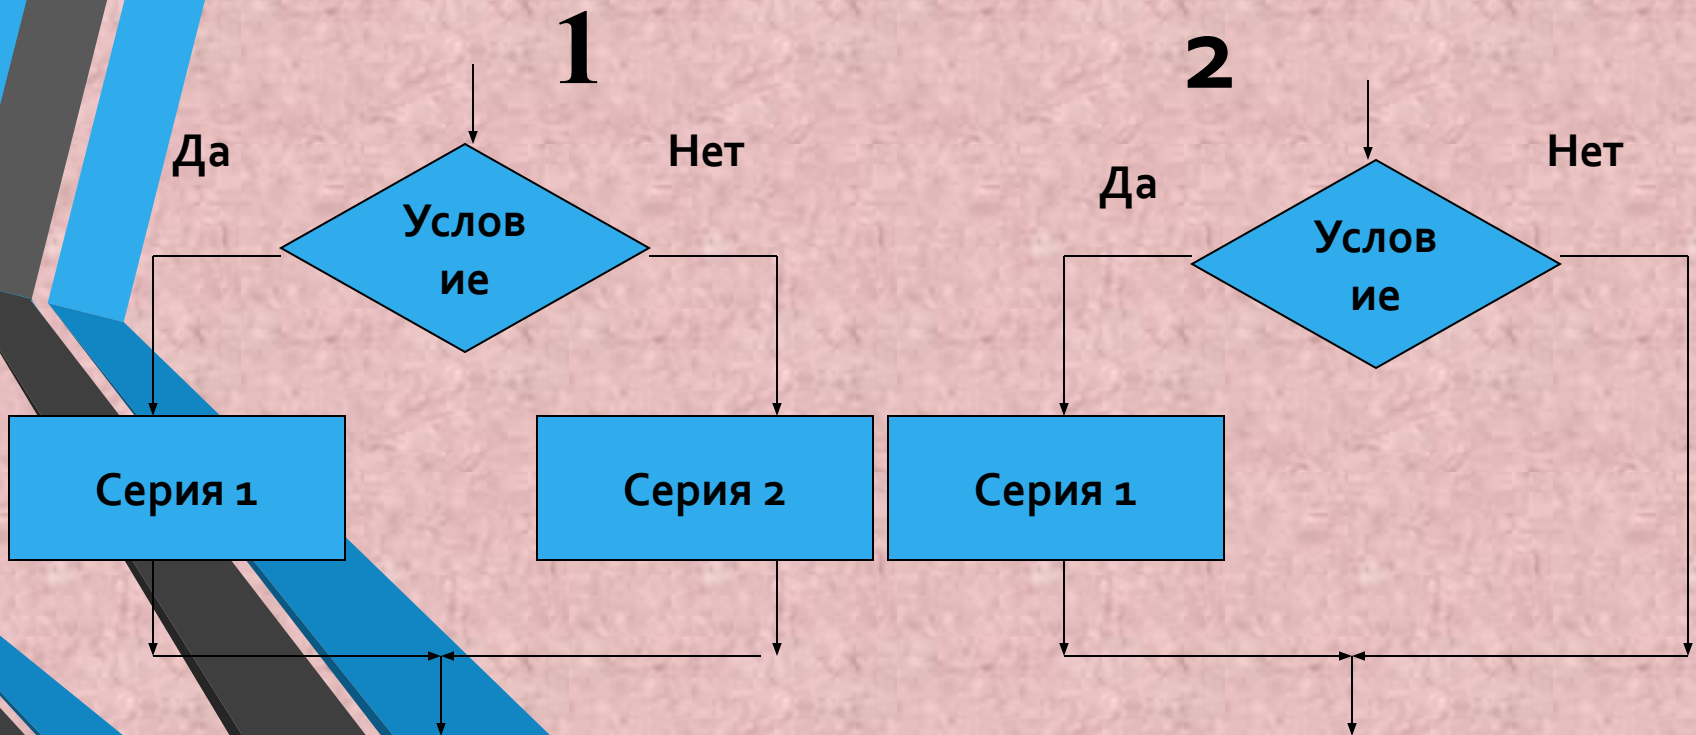 1
Да
Нет
Услов
ие
Серия 1
Серия 2
2
Да
Нет
Услов
ие
Серия 1